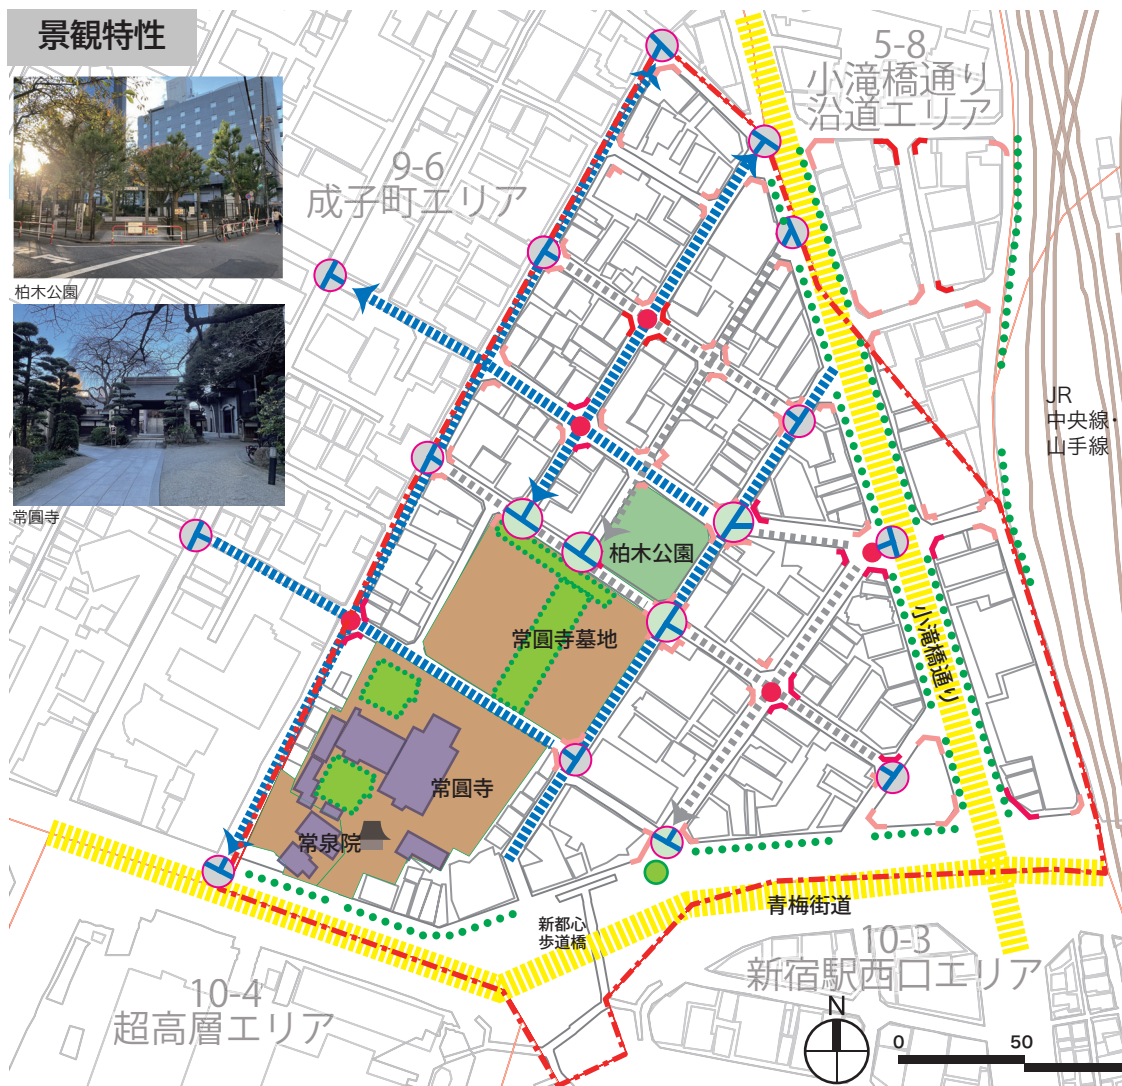 景観特性
柏木公園
常圓寺
5-8
小滝橋通り
沿道エリア
9-6
成子町エリア
JR
中央線・
山手線
柏木公園
常圓寺墓地
小滝橋通り
常圓寺
常泉院
新都心
歩道橋
青梅街道
10-3
新宿駅西口エリア
10-4
超高層エリア
N
0
50